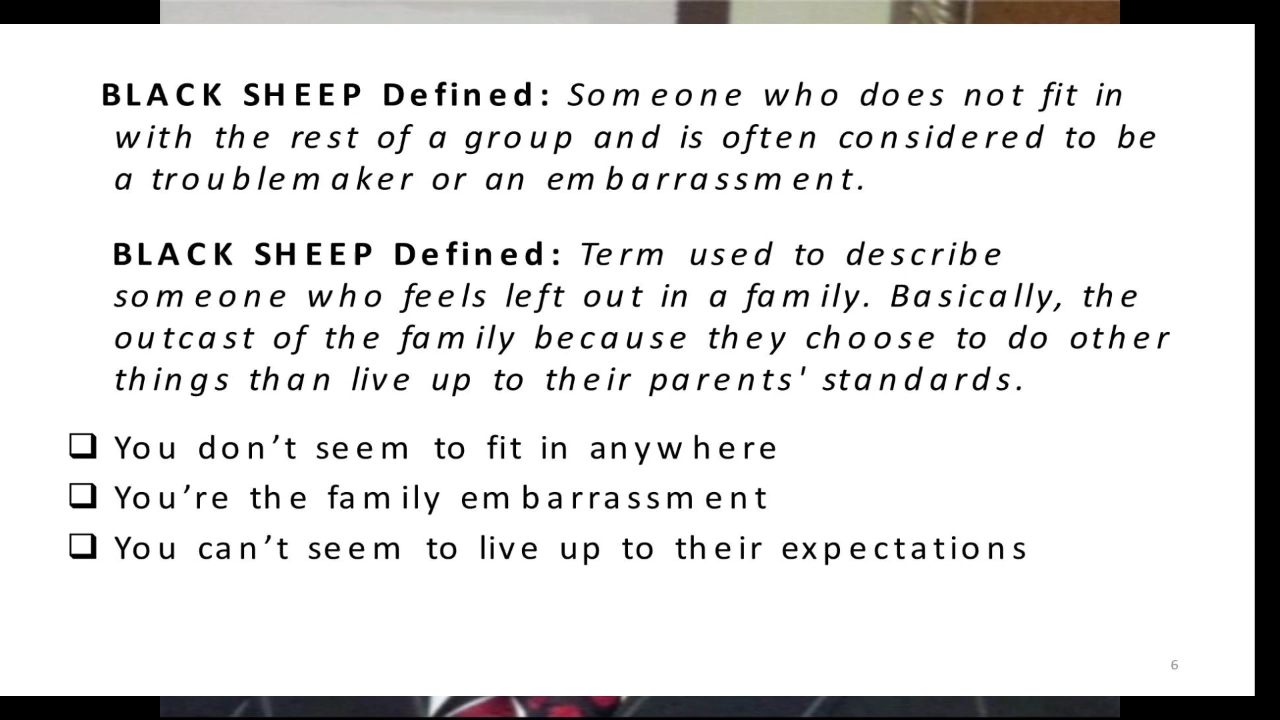 BLACK SHEEP Defined: Someone who does not fit in
with the rest of a group and is often considered to be
a troublemaker or an embarrassment.
BLACK SHEEP Defined: Term used to describe
someone who feels left out in a family. Basically, the
outcast of the family because they choose to do other
things than live up to their parents' standards.
❑ You don’t seem to fit in anywhere
❑ You’re the family embarrassment
❑ You can’t seem to live up to their expectations
6